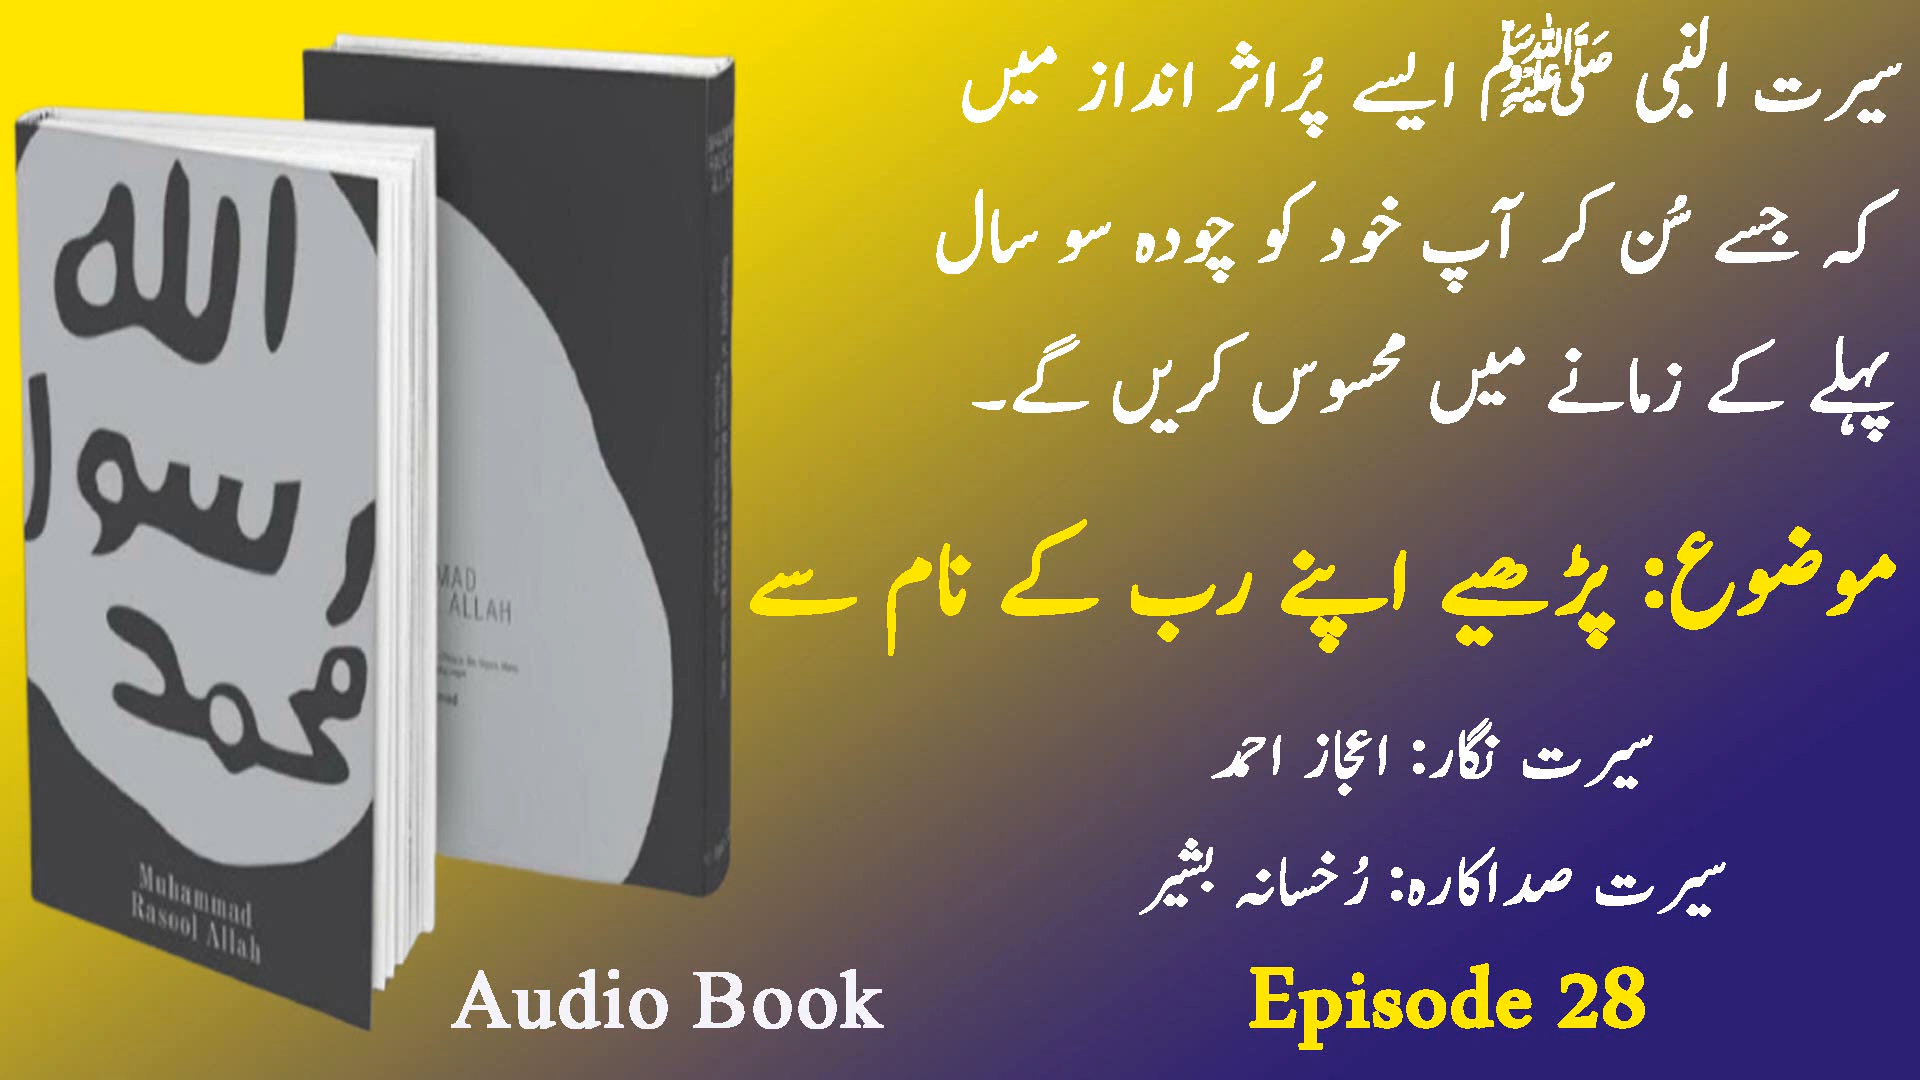 سیرت النبی ﷺ ایسے پُراثر انداز میں
کہ جسے سُن کر آپ خود کو چودہ سو سال
پہلے کے زمانے میں محسوس کریں گے۔
موضوع: پڑھیے اپنے رب کے نام سے
سیرت نگار: اعجاز احمد
سیرت صداکارہ: رُخسانہ بشیر
Episode 28
Audio Book
الله
رسول
محمد
Muhammad
Rasool Allah
MAD
ALLAH